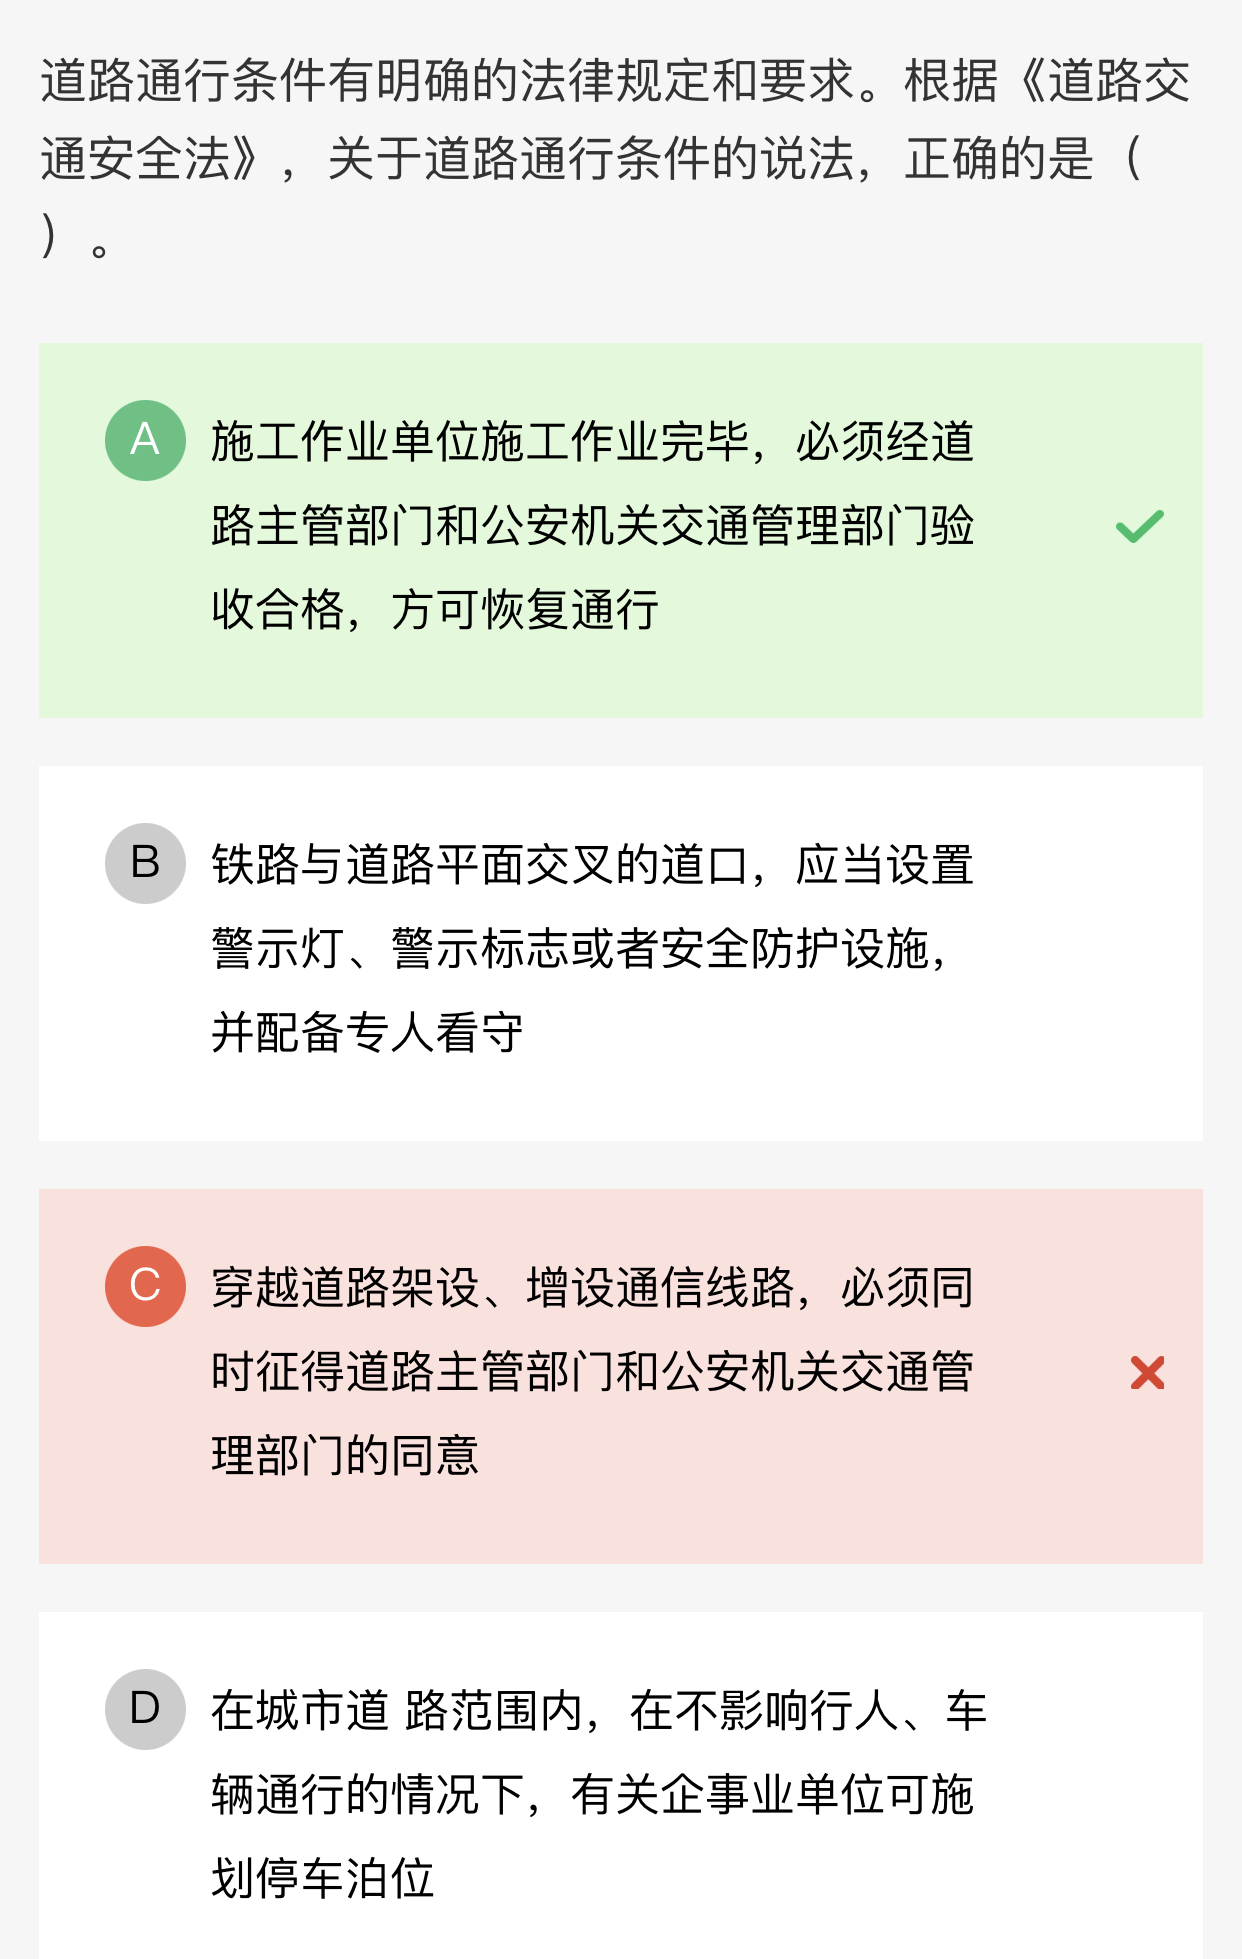 道路通行条件有明确的法律规定和要求。根据《道路交
通安全法》，关于道路通行条件的说法，正确的是（
）。
A 施工作业单位施工作业完毕，必须经道
路主管部门和公安机关交通管理部门验
收合格，方可恢复通行
B 铁路与道路平面交叉的道口，应当设置
警示灯、警示标志或者安全防护设施，
并配备专人看守
C 穿越道路架设、增设通信线路，必须同
时征得道路主管部门和公安机关交通管
理部门的同意
D 在城市道 路范围内，在不影响行人、车
辆通行的情况下，有关企事业单位可施
划停车泊位